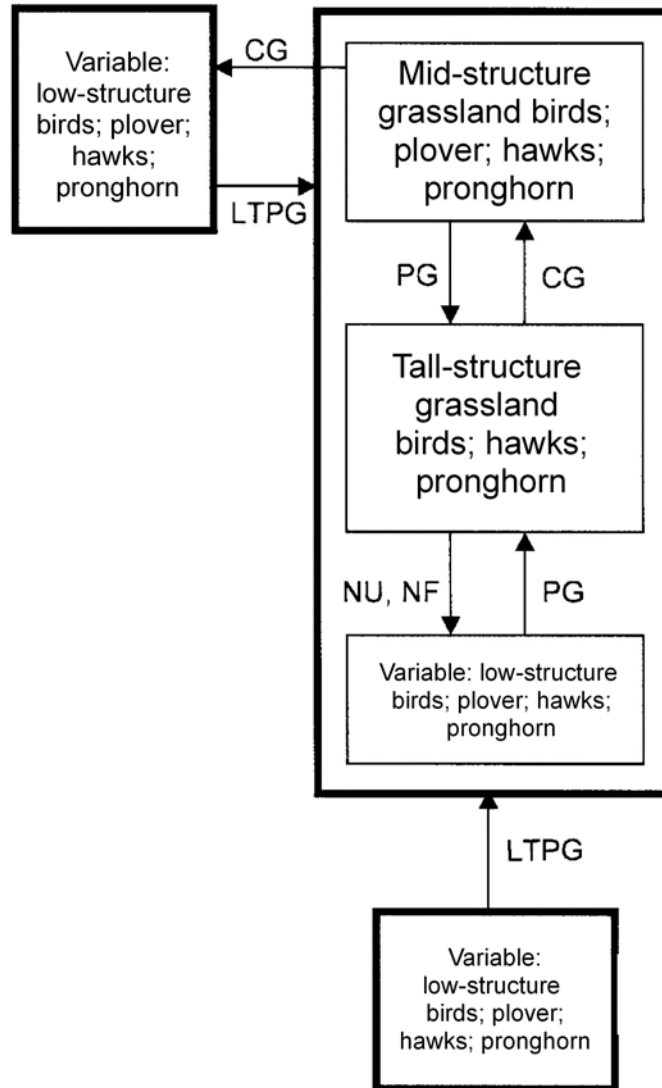 Variable:
low-structure
birds; plover;
hawks;
pronghorn
CG
LTPG
Mid-structure
grassland birds;
plover; hawks;
pronghorn
PG
CG
Tall-structure
grassland
birds; hawks;
pronghorn
NU, NF
PG
Variable: low-structure
birds; plover; hawks;
pronghorn
LTPG
Variable:
low-structure
birds; plover;
hawks; pronghorn